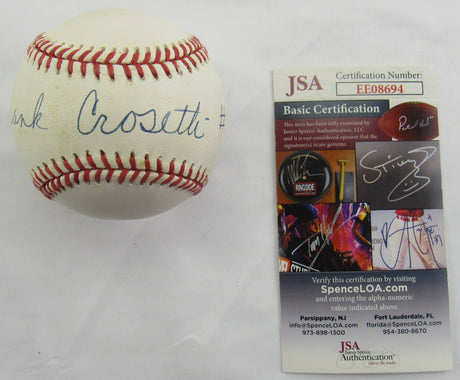 ank Crosetti #
JSA Certification Number:
EE08694
Basic Certification
This item has been fully examined by
James Spence Authentication, LLC
and it is our considered opinion that the
signature(s) is/are genuine.
RINGSIDE
Verify this certification by visiting
SpenceLOA.com
and entering the alpha-numeric
value indicated above.
Parsippany, NJ
info@SpenceLOA.com
973-898-1300
Fort Lauderdale, FL
florida@SpenceLOA.com
954-380-8670
JSA
James Spence
Authentication